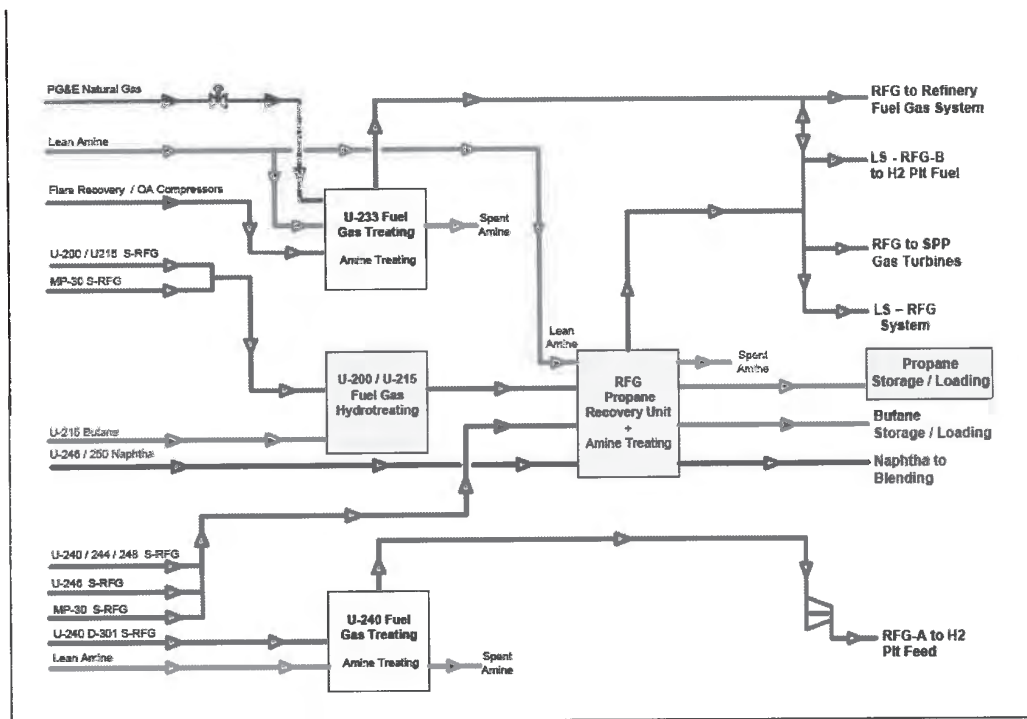 PG&E Natural Gas
RFG to Refinery
Fuel Gas System
Lean Amine
LS - RFG-B
to H2 Plt Fuel
Flare Recovery / OA Compressors
U-233 Fuel
Gas Treating
Amine Treating
Spent
Amine
U-200 / U215 S-RFG
MP-30 S-RFG
RFG to SPP
Gas Turbines
LS – RFG
System
Lean
Amine
U-200 / U-215
Fuel Gas
Hydrotreating
RFG
Propane
Recovery Unit
+
Amine Treating
Spent
Amine
Propane
Storage / Loading
Butane
Storage / Loading
U-215 Butane
U-246 / 250 Naphtha
Naphtha to
Blending
U-240 / 244 / 248 S-RFG
U-246 S-RFG
MP-30 S-RFG
U-240 D-301 S-RFG
Lean Amine
U-240 Fuel
Gas Treating
Amine Treating
Spent
Amine
RFG-A to H2
Plt Feed